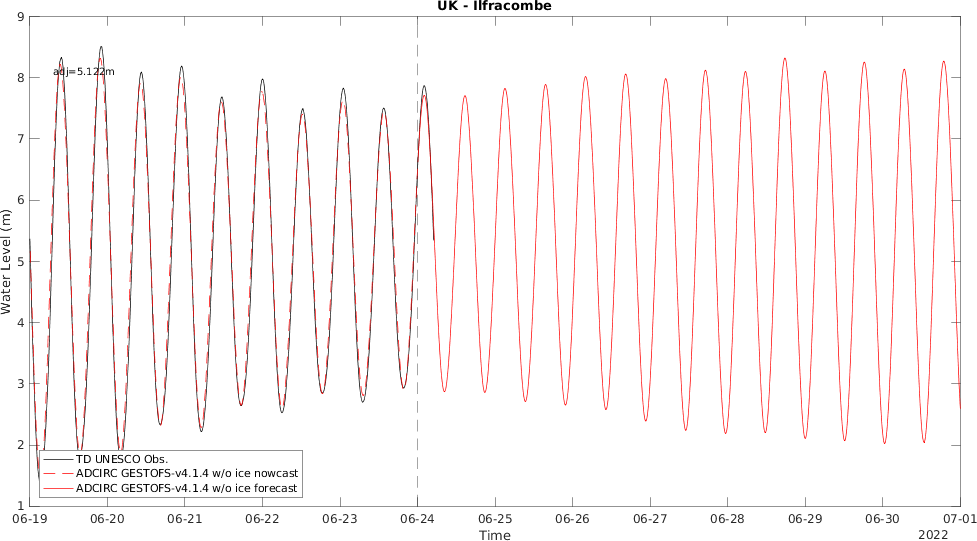 UK - Ilfracombe
9
8
7
6
5
4
3
2
1
Water Level (m)
adj=5.122m
TD UNESCO Obs.
ADCIRC GESTOFS-v4.1.4 w/o ice nowcast
ADCIRC GESTOFS-v4.1.4 w/o ice forecast
06-19 06-20 06-21 06-22 06-23 06-24 06-25 06-26 06-27 06-28 06-29 06-30 07-01
Time
2022